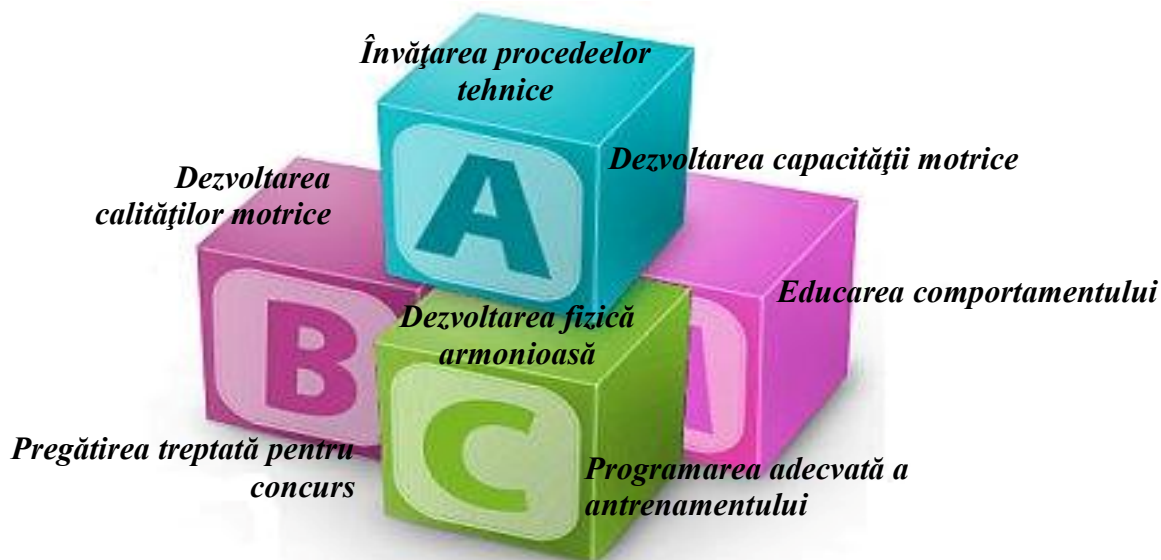 Învăţarea procedeelor
tehnice
Dezvoltarea capacităţii motrice
Dezvoltarea
calităţilor motrice
A
Educarea comportamentului
B
Dezvoltarea fizică
armonioasă
A
C
Pregătirea treptată pentru
concurs
Programarea adecvată a
antrenamentului